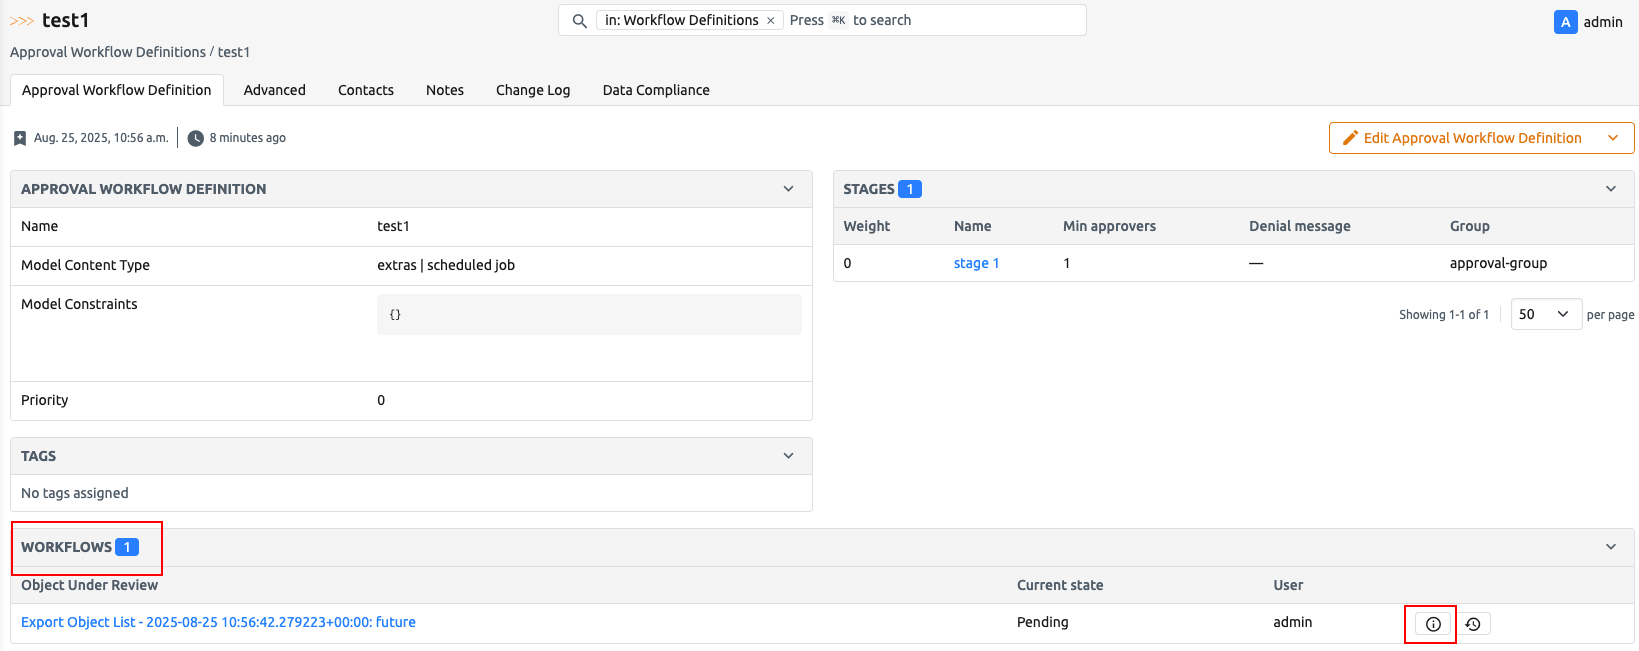 >>> test1
in: Workflow Definitions × Press ⌘K to search
A admin
Approval Workflow Definitions / test1
Approval Workflow Definition Advanced Contacts Notes Change Log Data Compliance
Aug. 25, 2025, 10:56 a.m. 8 minutes ago
Edit Approval Workflow Definition
APPROVAL WORKFLOW DEFINITION
Name test1
Model Content Type extras | scheduled job
Model Constraints {}
Priority 0
STAGES 1
Weight Name Min approvers Denial message Group
0 stage 1 1 — approval-group
Showing 1-1 of 1 50 per page
TAGS
No tags assigned
WORKFLOWS 1
Object Under Review Current state User
Export Object List - 2025-08-25 10:56:42.279223+00:00: future Pending admin